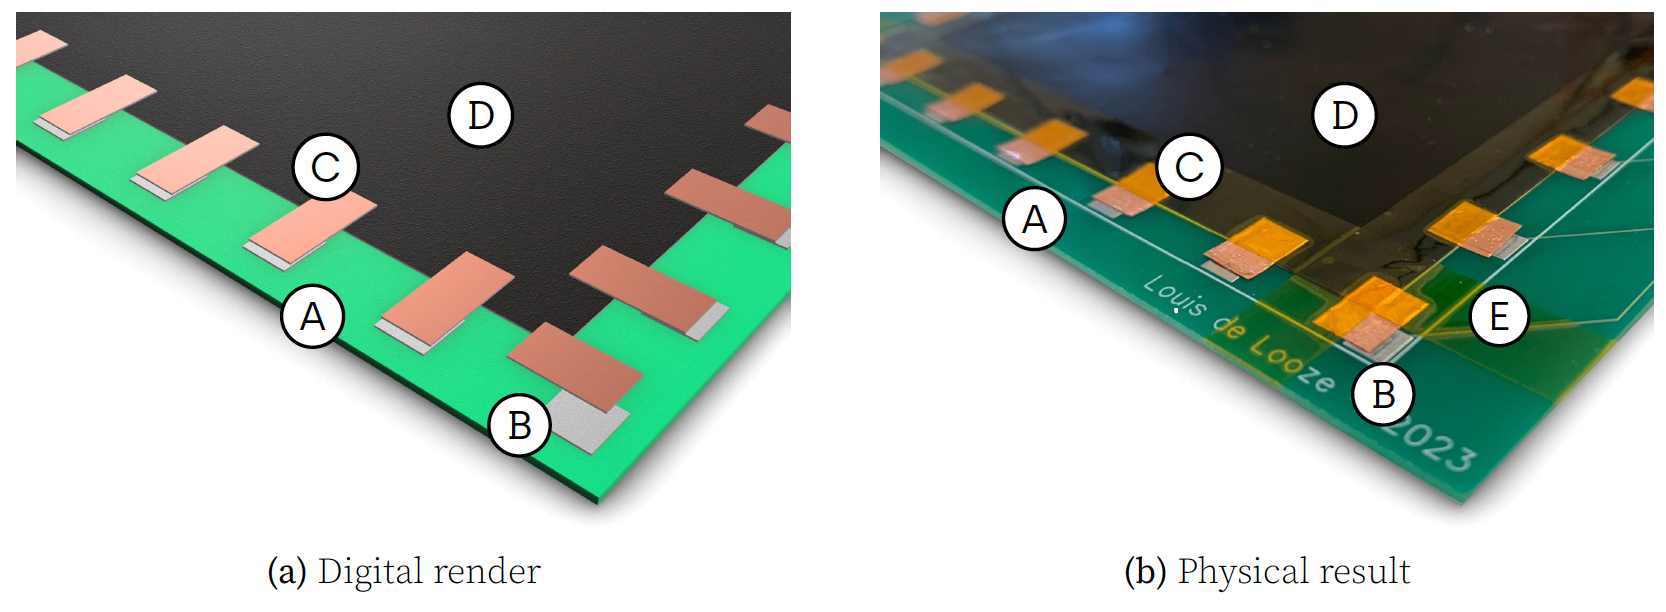 D
C
A
B
D
C
A
E
B
Louis de Looze
2023
(a) Digital render
(b) Physical result